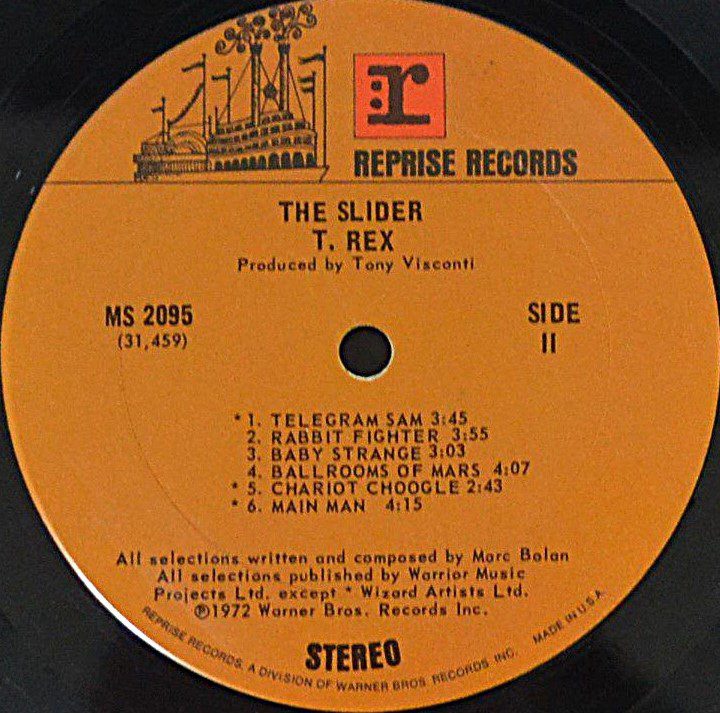 r
REPRISE RECORDS
THE SLIDER
T. REX
Produced by Tony Visconti
MS 2095
(31,459)
SIDE
II
* 1. TELEGRAM SAM 3:45
2. RABBIT FIGHTER 3:55
3. BABY STRANGE 3:03
4. BALLROOMS OF MARS 4:07
* 5. CHARIOT CHOOGLE 2:43
* 6. MAIN MAN 4:15
All selections written and composed by Marc Bolan
All selections published by Warrior Music
Projects Ltd. except * Wizard Artists Ltd.
℗1972 Warner Bros. Records Inc.
STEREO
REPRISE RECORDS, A DIVISION OF WARNER BROS. RECORDS, INC. MADE IN U.S.A.